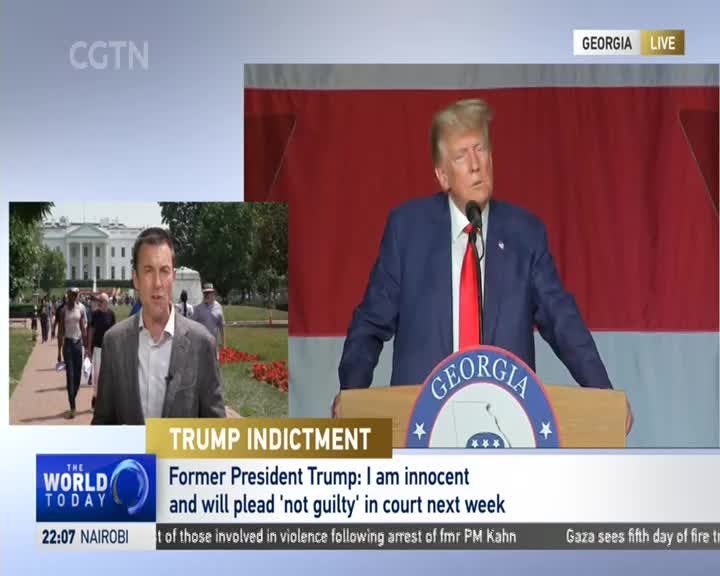 CGTN
GEORGIA LIVE
GEORGIA
TRUMP INDICTMENT
THE
WORLD
TODAY
Former President Trump: I am innocent
and will plead 'not guilty' in court next week
22:07 NAIROBI
t of those involved in violence following arrest of fmr PM Kahn Gaza sees fifth day of fire t